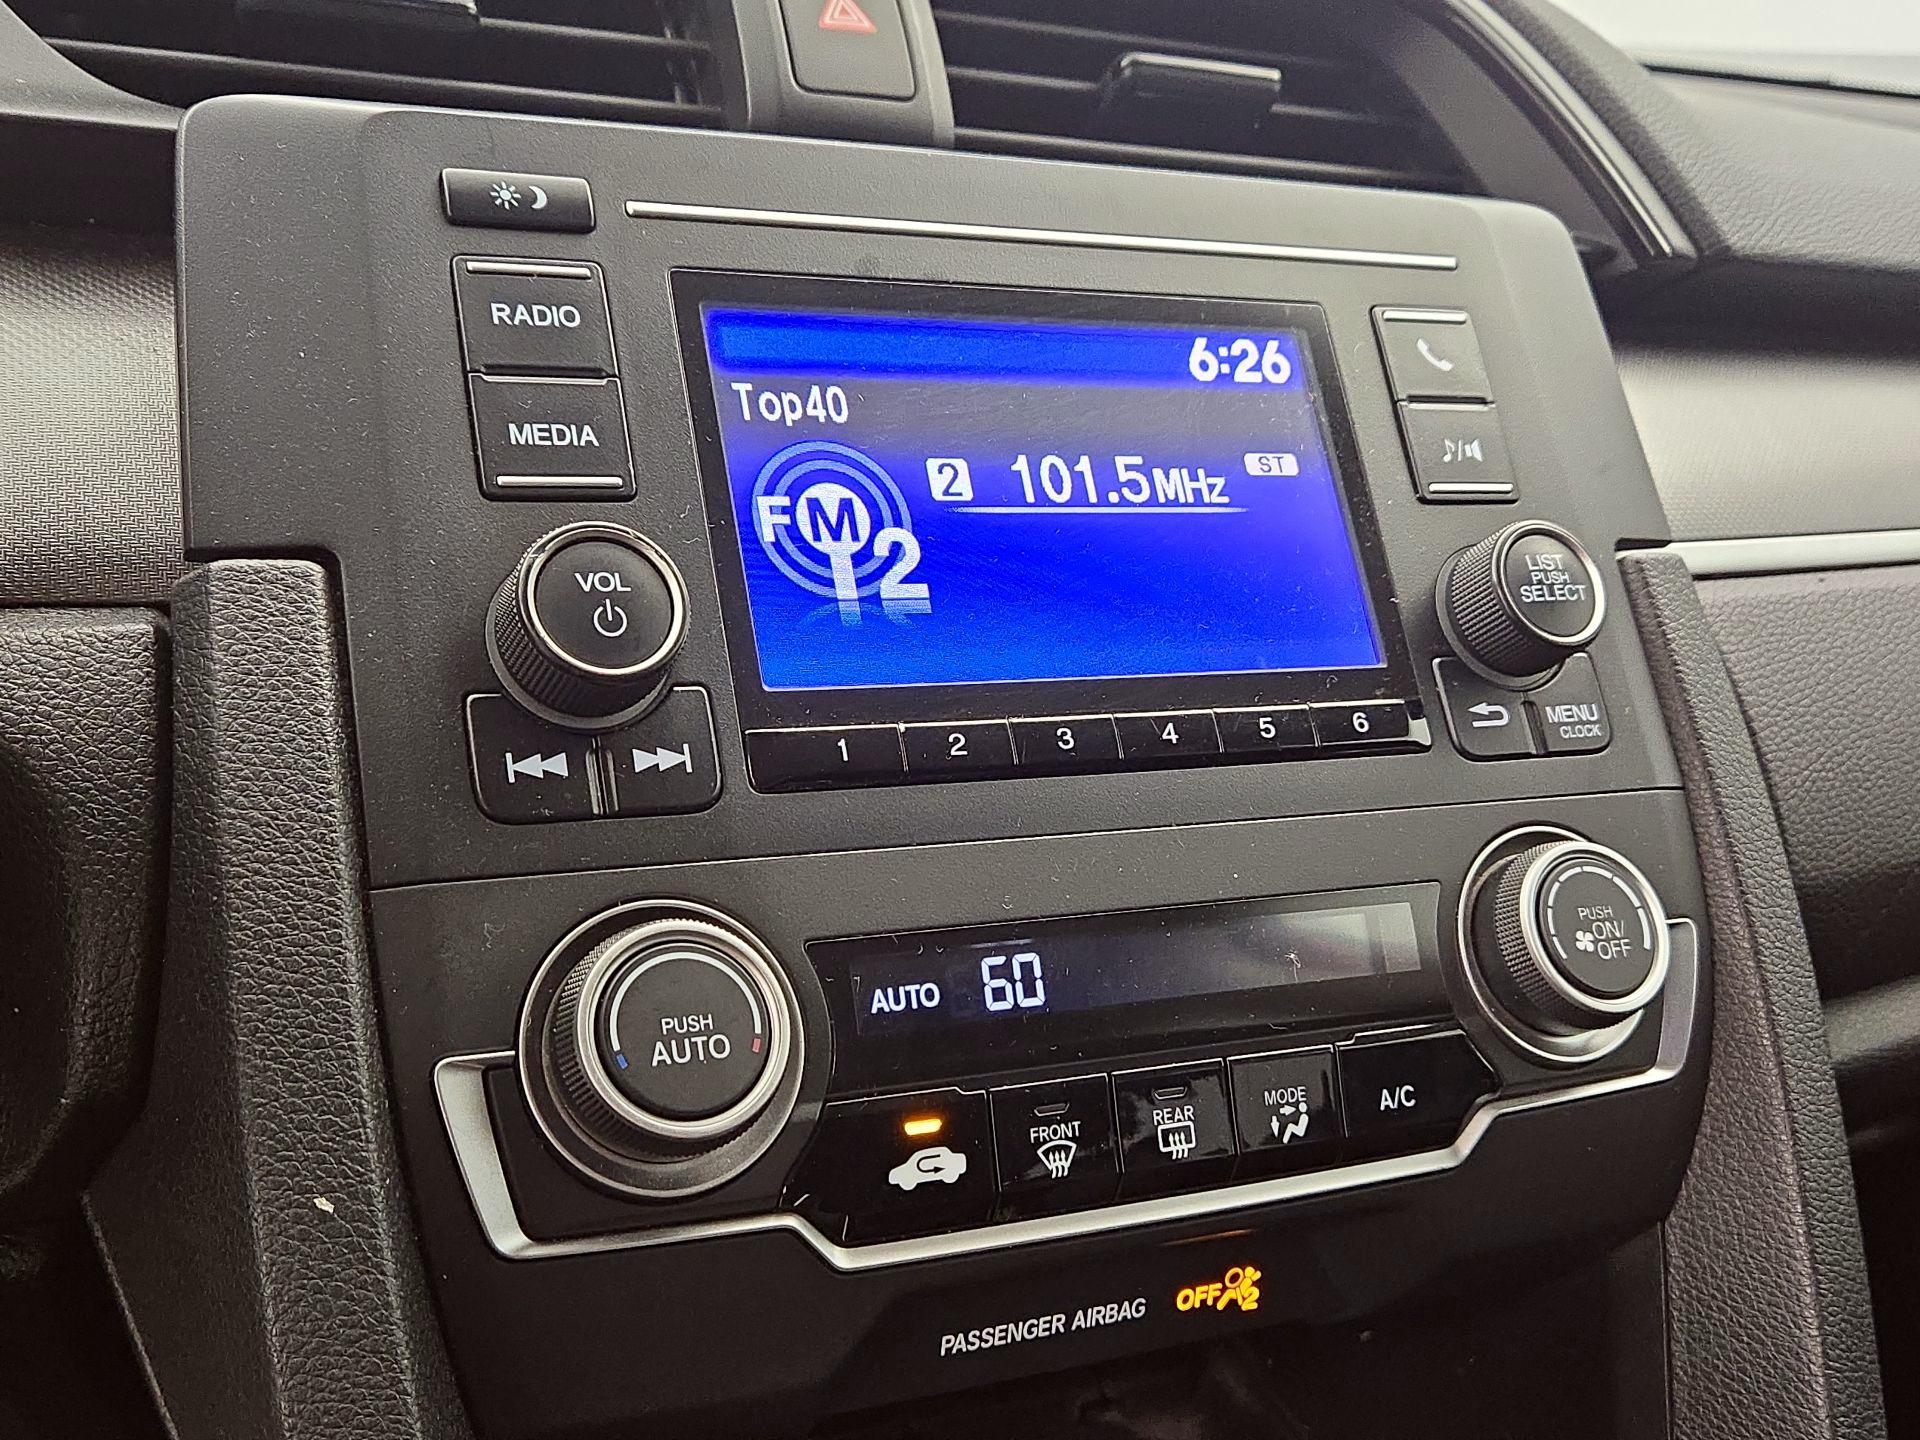 RADIO
MEDIA
VOL
6:26
Top40
FM
2
2 101.5MHz ST
LIST
PUSH
SELECT
MENU
CLOCK
1 2 3 4 5 6
PUSH
AUTO
AUTO 60
PUSH
ON/
OFF
FRONT
REAR
MODE
A/C
PASSENGER AIRBAG OFF 2